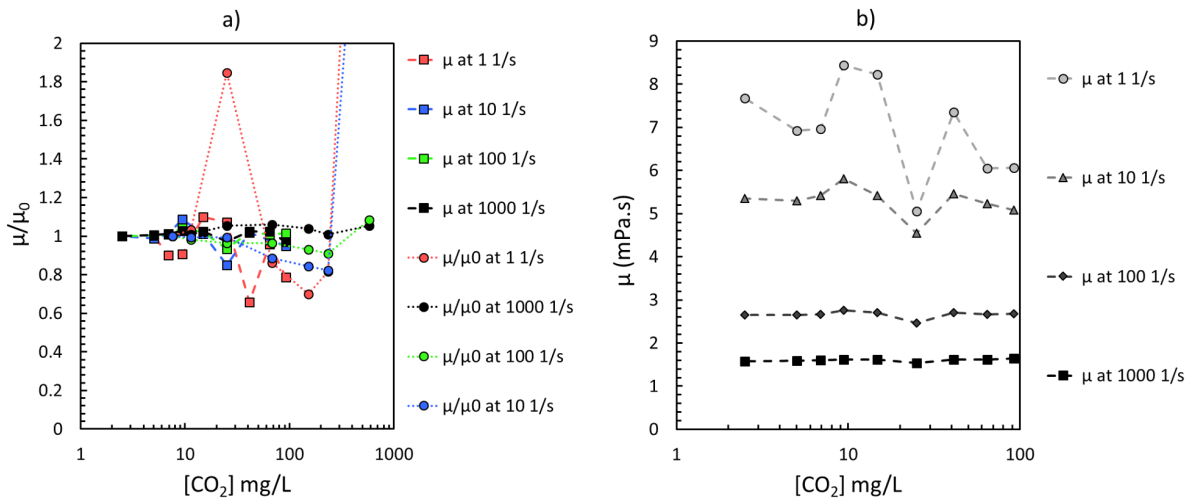 a)
2
1.8
1.6
1.4
1.2
1
0.8
0.6
0.4
0.2
0
μ/μ0
1 10 100 1000
[CO2] mg/L
μ at 1 1/s
μ at 10 1/s
μ at 100 1/s
μ at 1000 1/s
μ/μ0 at 1 1/s
μ/μ0 at 1000 1/s
μ/μ0 at 100 1/s
μ/μ0 at 10 1/s
b)
9
8
7
6
5
4
3
2
1
0
μ (mPa.s)
1 10 100
[CO2] mg/L
μ at 1 1/s
μ at 10 1/s
μ at 100 1/s
μ at 1000 1/s